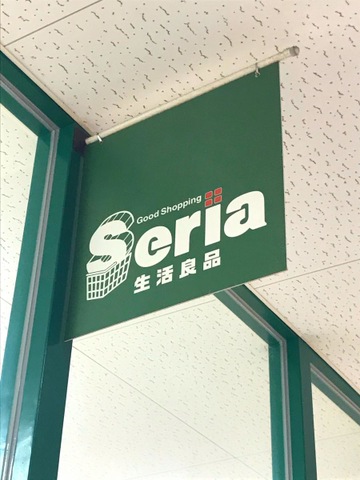 Good Shopping
Seria
生活良品